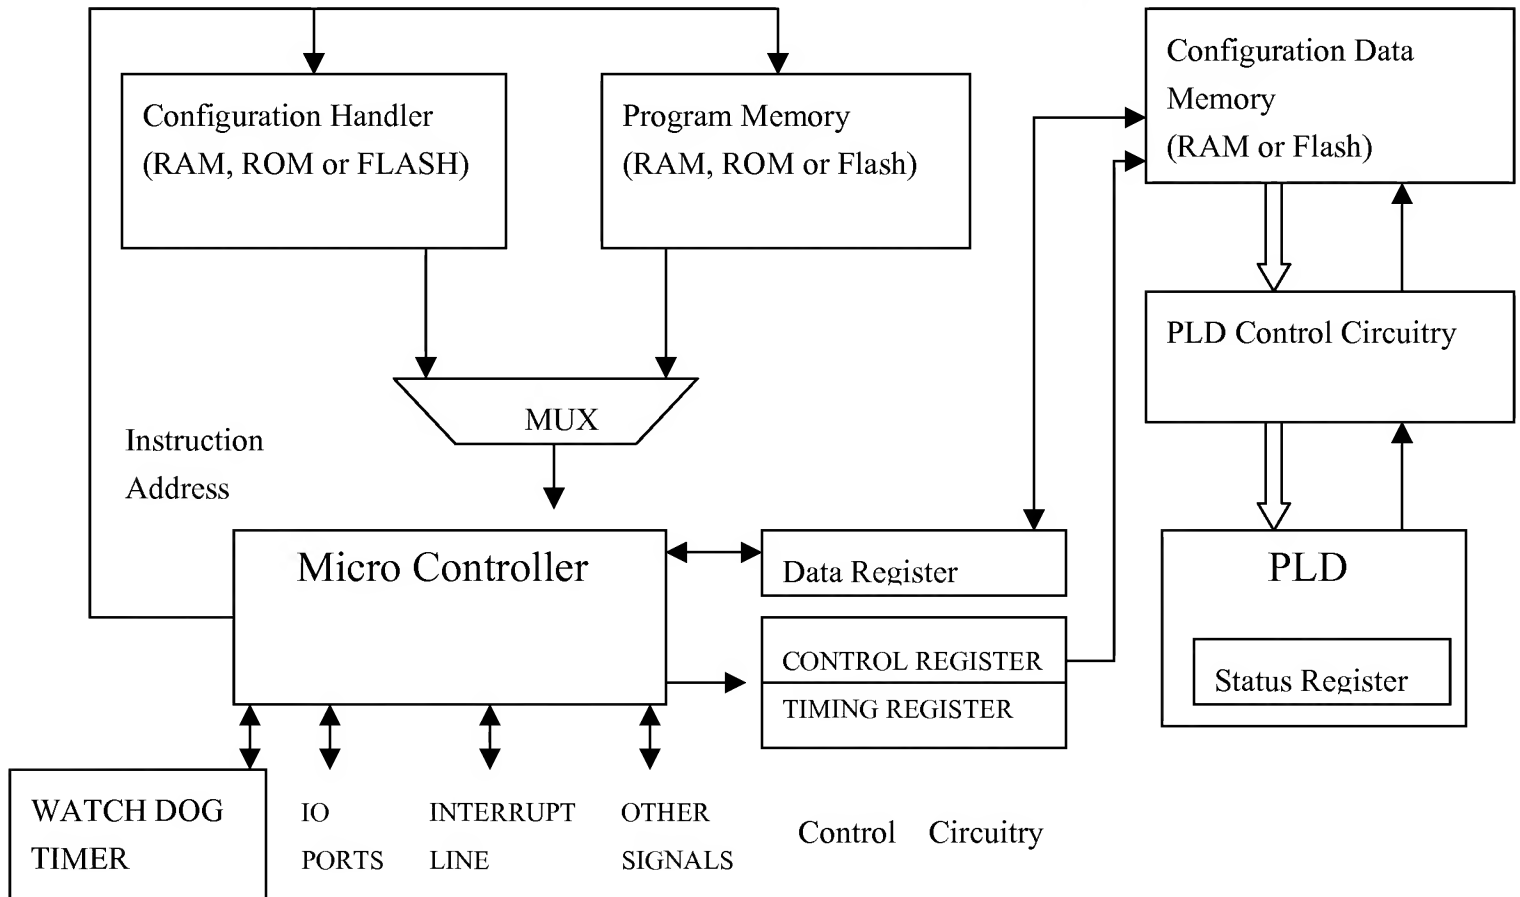 Configuration Handler
(RAM, ROM or FLASH)
Program Memory
(RAM, ROM or Flash)
Configuration Data
Memory
(RAM or Flash)
PLD Control Circuitry
MUX
Instruction
Address
Micro Controller
Data Register
CONTROL REGISTER
TIMING REGISTER
PLD
Status Register
WATCH DOG
TIMER
IO
PORTS
INTERRUPT
LINE
OTHER
SIGNALS
Control Circuitry